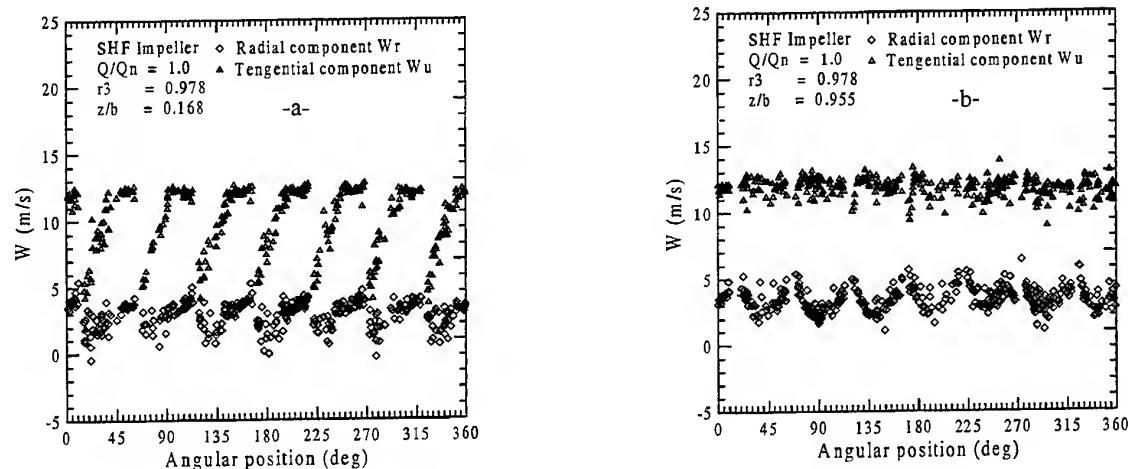 25
20
15
10
5
0
-5
W (m/s)
SHF Impeller ◇ Radial component Wr
Q/Qn = 1.0 ▲ Tengential component Wu
r3 = 0.978
z/b = 0.168
-a-
0 45 90 135 180 225 270 315 360
Angular position (deg)
25
20
15
10
5
0
-5
W (m/s)
SHF Impeller ◇ Radial component Wr
Q/Qn = 1.0 ▲ Tengential component Wu
r3 = 0.978
z/b = 0.955
-b-
0 45 90 135 180 225 270 315 360
Angular position (deg)